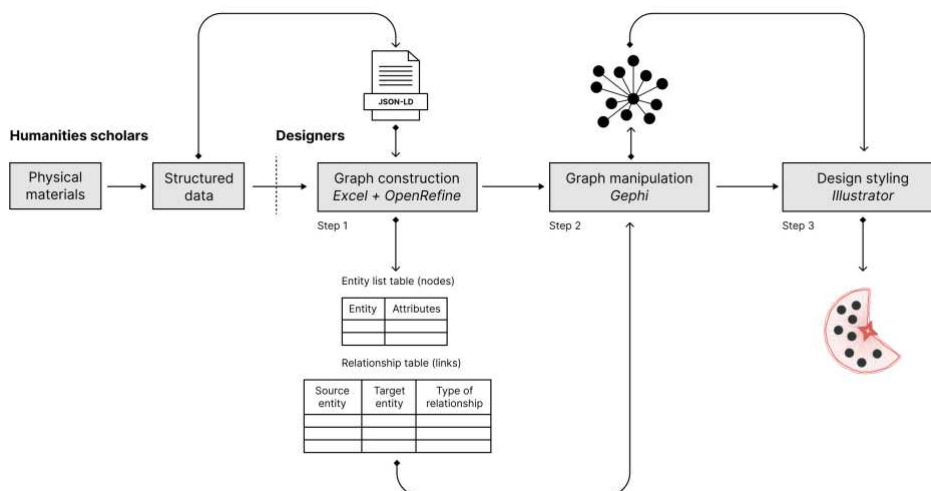 JSON-LD
Humanities scholars
Designers
Physical
materials
Structured
data
Graph construction
Excel + OpenRefine
Graph manipulation
Gephi
Design styling
Illustrator
Step 1
Step 2
Step 3
Entity list table (nodes)
Entity
Attributes
Relationship table (links)
Source
entity
Target
entity
Type of
relationship